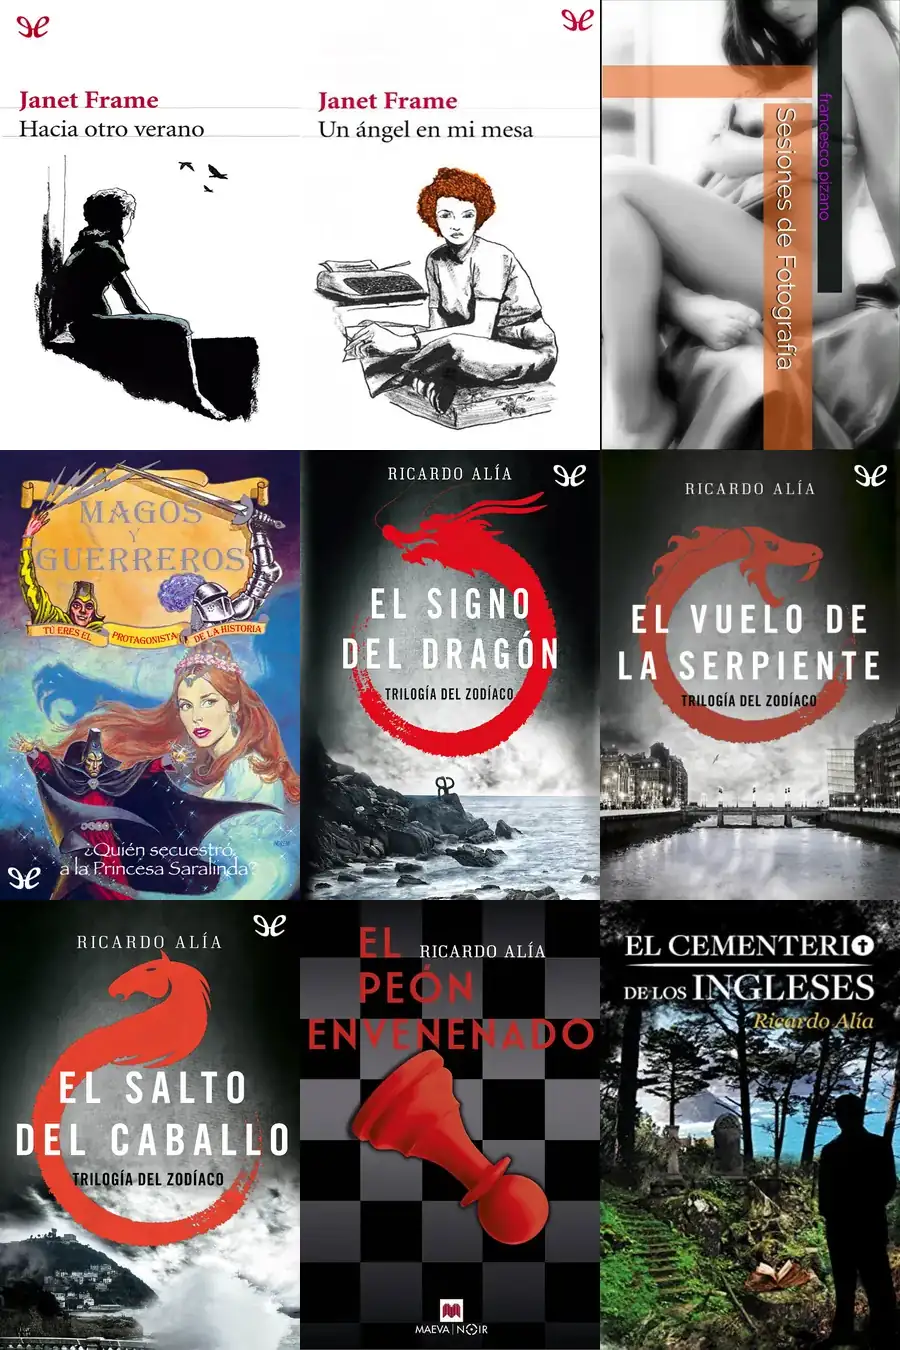 Janet Frame
Hacia otro verano
Janet Frame
Un ángel en mi mesa
francesco pizano
Sesiones de Fotografía
MAGOS
Y
GUERREROS
TÚ ERES EL PROTAGONISTA DE LA HISTORIA
¿Quién secuestró,
a la Princesa Saralinda?
RICARDO ALÍA
EL SIGNO
DEL DRAGÓN
TRILOGÍA DEL ZODÍACO
RICARDO ALÍA
EL VUELO DE
LA SERPIENTE
TRILOGÍA DEL ZODÍACO
RICARDO ALÍA
EL SALTO
DEL CABALLO
TRILOGÍA DEL ZODÍACO
EL
RICARDO ALÍA
PEÓN
ENVENENADO
MAEVA NOIR
EL CEMENTERIO
DE LOS INGLESES
Ricardo Alía